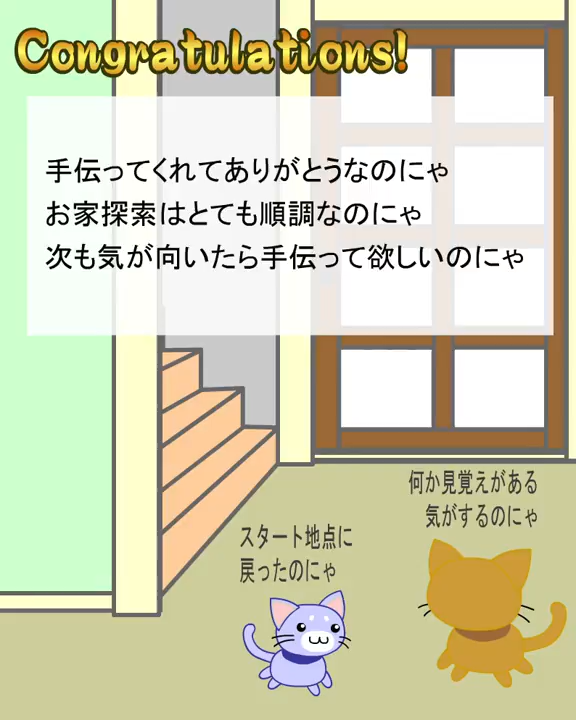 Congratulations!
手伝ってくれてありがとうなのにゃ
お家探索はとても順調なのにゃ
次も気が向いたら手伝って欲しいのにゃ
何か見覚えがある
気がするのにゃ
スタート地点に
戻ったのにゃ